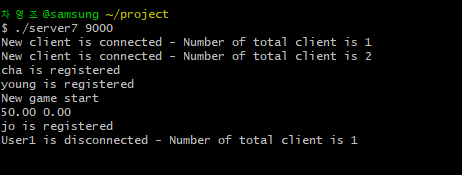 차영조@samsung ~/project
$ ./server7 9000
New client is connected - Number of total client is 1
New client is connected - Number of total client is 2
cha is registered
young is registered
New game start
50.00 0.00
jo is registered
User1 is disconnected - Number of total client is 1